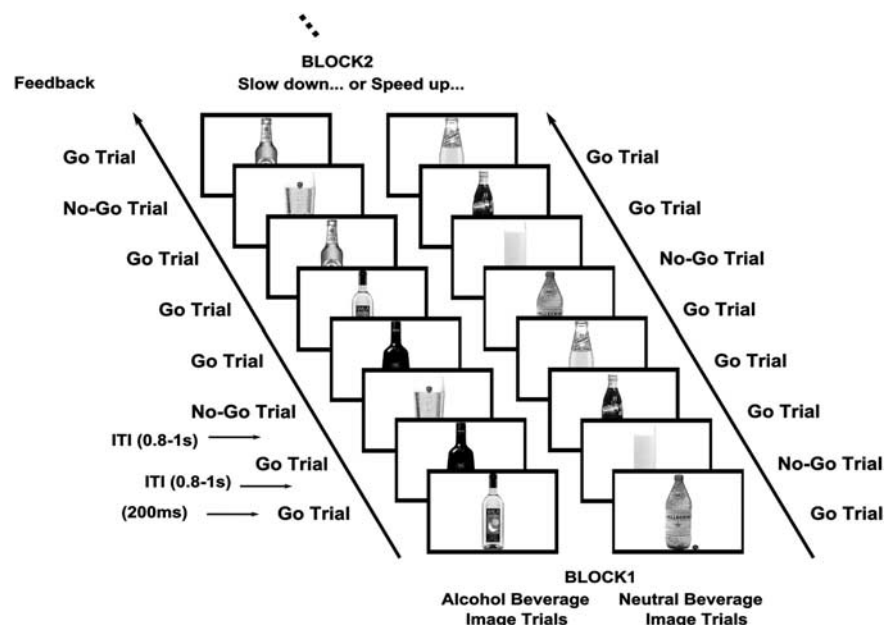 BLOCK2
Feedback
Slow down... or Speed up...
Go Trial
Go Trial
No-Go Trial
Go Trial
Go Trial
No-Go Trial
Go Trial
Go Trial
Go Trial
Go Trial
No-Go Trial
Go Trial
ITI (0.8-1s)
Go Trial
No-Go Trial
ITI (0.8-1s)
(200ms)
Go Trial
Go Trial
BLOCK1
Alcohol Beverage
Neutral Beverage
Image Trials
Image Trials